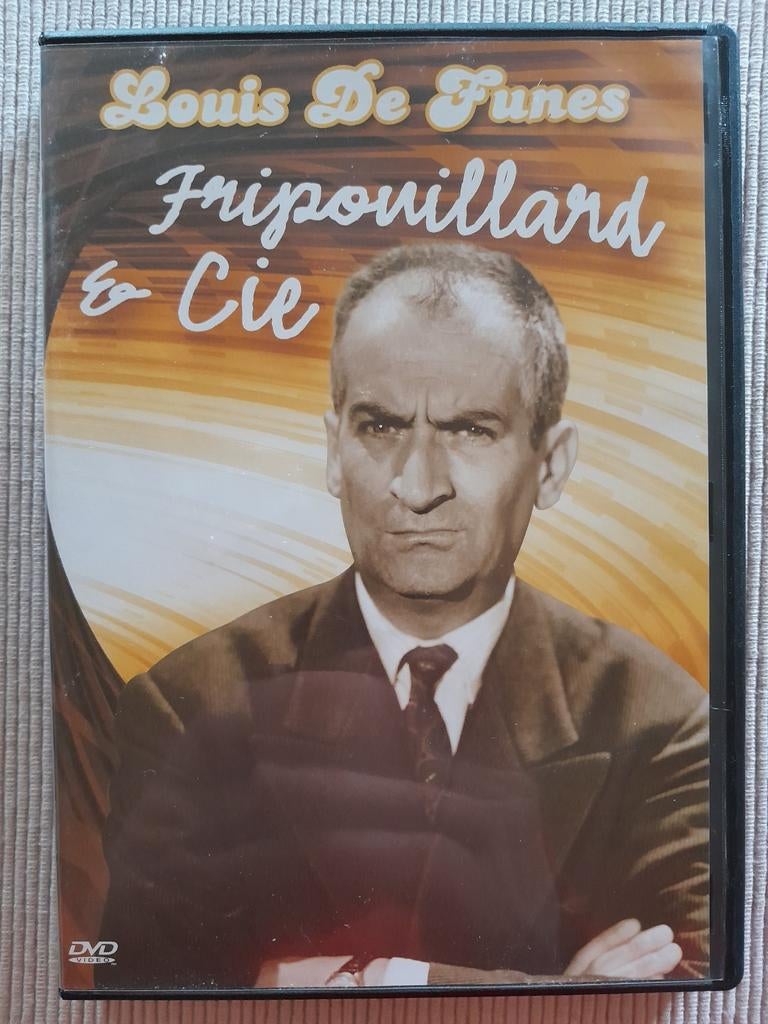 Louis De Funes
Fripouillard
& Cie
DVD
VIDEO